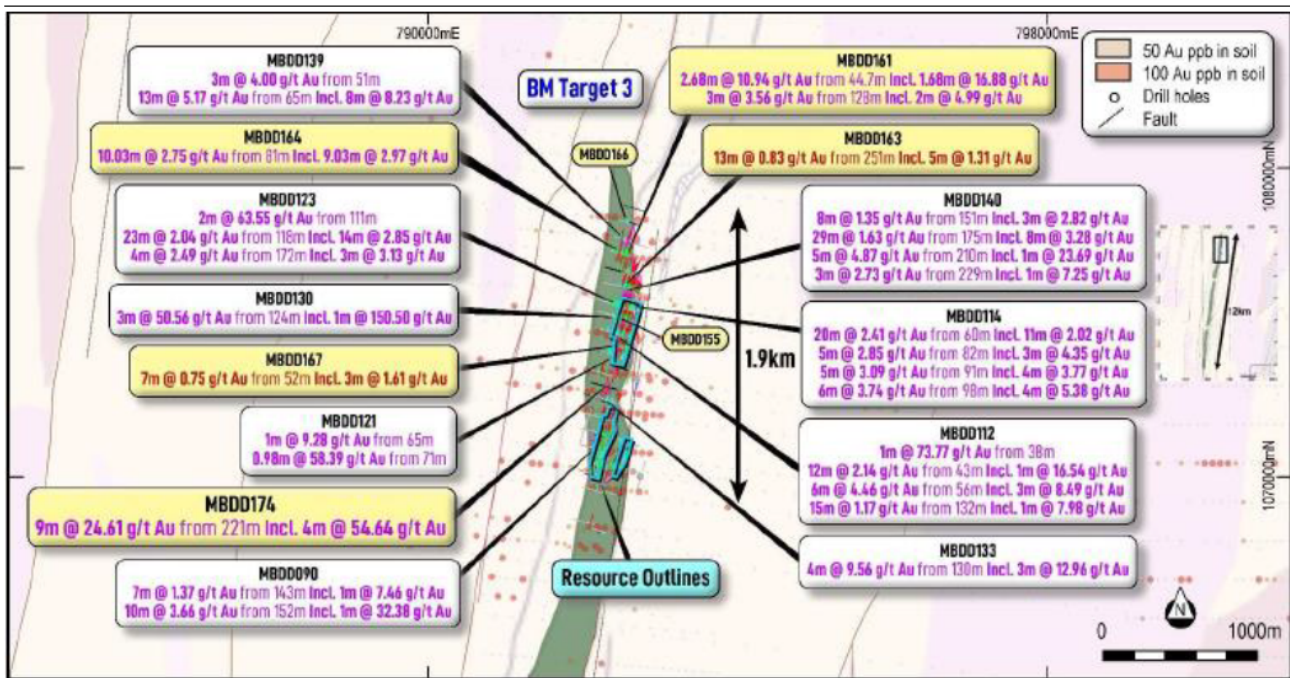 790000mE
798000mE
MBDD139
3m @ 4.00 g/t Au from 51m
13m @ 5.17 g/t Au from 65m Incl. 8m @ 8.23 g/t Au
MBDD164
10.03m @ 2.75 g/t Au from 81m Incl. 9.03m @ 2.97 g/t Au
MBDD123
2m @ 63.55 g/t Au from 111m
23m @ 2.04 g/t Au from 118m Incl. 14m @ 2.85 g/t Au
4m @ 2.49 g/t Au from 172m Incl. 3m @ 3.13 g/t Au
MBDD130
3m @ 50.56 g/t Au from 124m Incl. 1m @ 150.50 g/t Au
MBDD167
7m @ 0.75 g/t Au from 52m Incl. 3m @ 1.61 g/t Au
MBDD121
1m @ 9.28 g/t Au from 65m
0.98m @ 58.39 g/t Au from 71m
MBDD174
9m @ 24.61 g/t Au from 221m Incl. 4m @ 54.64 g/t Au
MBDD090
7m @ 1.37 g/t Au from 143m Incl. 1m @ 7.46 g/t Au
10m @ 3.66 g/t Au from 152m Incl. 1m @ 32.38 g/t Au
BM Target 3
MBDD166
MBDD155
1.9km
Resource Outlines
MBDD161
2.68m @ 10.94 g/t Au from 44.7m Incl. 1.68m @ 16.88 g/t Au
3m @ 3.56 g/t Au from 128m Incl. 2m @ 4.99 g/t Au
MBDD163
13m @ 0.83 g/t Au from 251m Incl. 5m @ 1.31 g/t Au
MBDD140
8m @ 1.35 g/t Au from 151m Incl. 3m @ 2.82 g/t Au
29m @ 1.63 g/t Au from 175m Incl. 8m @ 3.28 g/t Au
5m @ 4.87 g/t Au from 210m Incl. 1m @ 23.69 g/t Au
3m @ 2.73 g/t Au from 229m Incl. 1m @ 7.25 g/t Au
MBDD114
20m @ 2.41 g/t Au from 60m Incl. 11m @ 2.02 g/t Au
5m @ 2.85 g/t Au from 82m Incl. 3m @ 4.35 g/t Au
5m @ 3.09 g/t Au from 91m Incl. 4m @ 3.77 g/t Au
6m @ 3.74 g/t Au from 98m Incl. 4m @ 5.38 g/t Au
MBDD112
1m @ 73.77 g/t Au from 38m
12m @ 2.14 g/t Au from 43m Incl. 1m @ 16.54 g/t Au
6m @ 4.46 g/t Au from 56m Incl. 3m @ 8.49 g/t Au
15m @ 1.17 g/t Au from 132m Incl. 1m @ 7.98 g/t Au
MBDD133
4m @ 9.56 g/t Au from 130m Incl. 3m @ 12.96 g/t Au
50 Au ppb in soil
100 Au ppb in soil
Drill holes
Fault
1080000mN
12km
107000mN
N
0 1000m